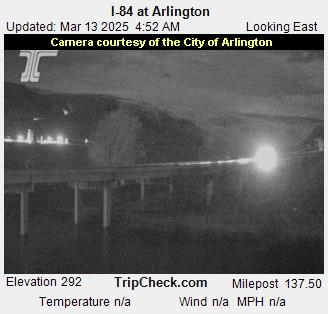 I-84 at Arlington
Updated: Mar 13 2025 4:52 AM Looking East
Camera courtesy of the City of Arlington
Elevation 292 TripCheck.com Milepost 137.50
Temperature n/a Wind n/a MPH n/a